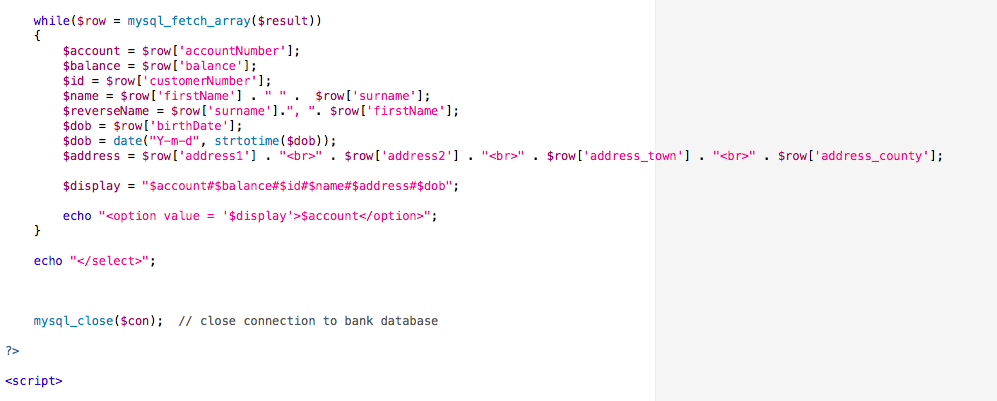 while($row = mysql_fetch_array($result))
{
$account = $row['accountNumber'];
$balance = $row['balance'];
$id = $row['customerNumber'];
$name = $row['firstName'] . " " .  $row['surname'];
$reverseName = $row['surname'].", ". $row['firstName'];
$dob = $row['birthDate'];
$dob = date("Y-m-d", strtotime($dob));
$address = $row['address1'] . "<br>" . $row['address2'] . "<br>" . $row['address_town'] . "<br>" . $row['address_county'];
$display = "$account#$balance#$id#$name#$address#$dob";
echo "<option value = '$display'>$account</option>";
}
echo "</select>";
mysql_close($con);  // close connection to bank database
?>
<script>